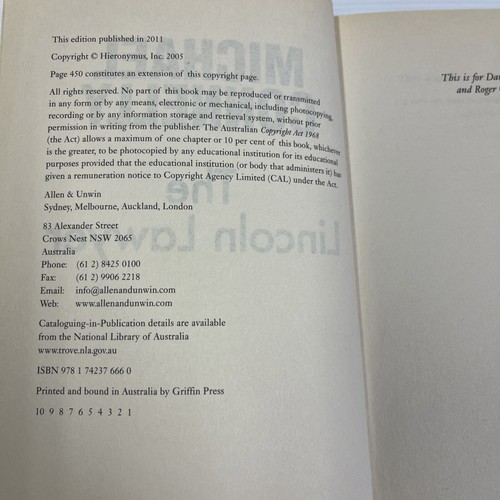 This edition published in 2011
Copyright © Hieronymus, Inc. 2005
Page 450 constitutes an extension of this copyright page.
All rights reserved. No part of this book may be reproduced or transmitted
in any form or by any means, electronic or mechanical, including photocopying,
recording or by any information storage and retrieval system, without prior
permission in writing from the publisher. The Australian Copyright Act 1968
(the Act) allows a maximum of one chapter or 10 per cent of this book, whichever
is the greater, to be photocopied by any educational institution for its educational
purposes provided that the educational institution (or body that administers it) has
given a remuneration notice to Copyright Agency Limited (CAL) under the Act.
Allen & Unwin
Sydney, Melbourne, Auckland, London
83 Alexander Street
Crows Nest NSW 2065
Australia
Phone: (61 2) 8425 0100
Fax: (61 2) 9906 2218
Email: info@allenandunwin.com
Web: www.allenandunwin.com
Cataloguing-in-Publication details are available
from the National Library of Australia
www.trove.nla.gov.au
ISBN 978 1 74237 666 0
Printed and bound in Australia by Griffin Press
10 9 8 7 6 5 4 3 2 1
MICHAEL
The
Lincoln
This is for
and Roger